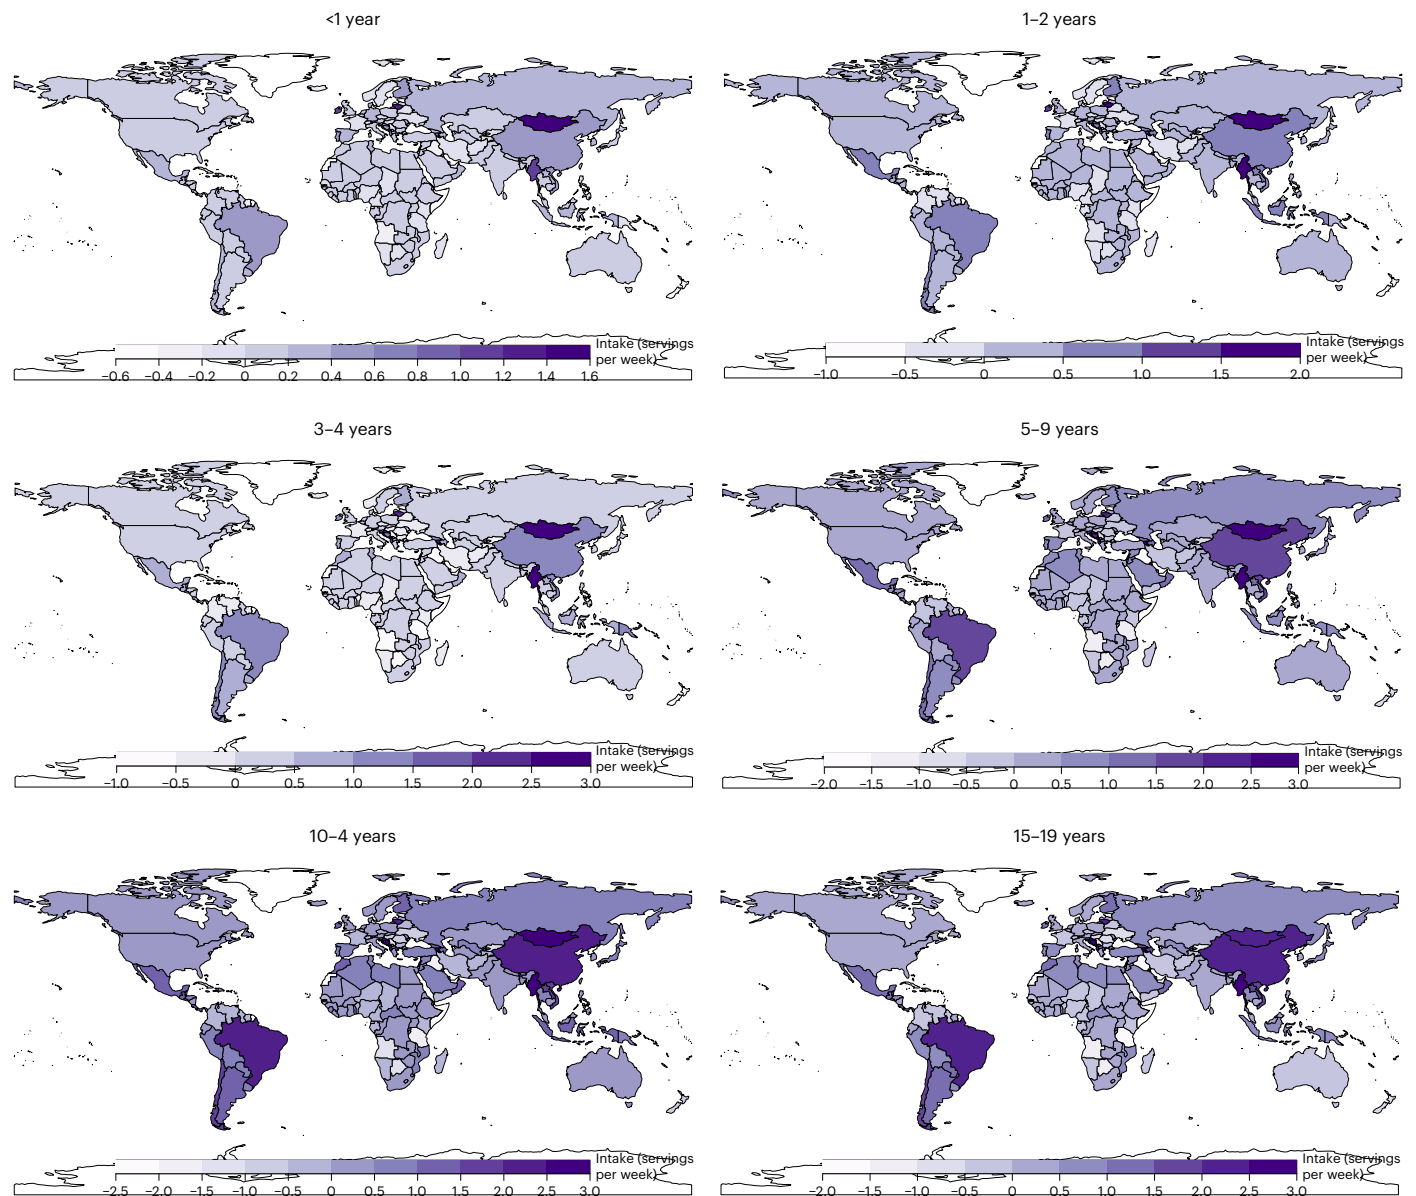 <1 year
1–2 years
Intake (servings
per week)
−0.6 −0.4 −0.2 0 0.2 0.4 0.6 0.8 1.0 1.2 1.4 1.6
Intake (servings
per week)
−1.0 −0.5 0 0.5 1.0 1.5 2.0
3–4 years
5–9 years
Intake (servings
per week)
−1.0 −0.5 0 0.5 1.0 1.5 2.0 2.5 3.0
Intake (servings
per week)
−2.0 −1.5 −1.0 −0.5 0 0.5 1.0 1.5 2.0 2.5 3.0
10–4 years
15–19 years
Intake (servings
per week)
−2.5 −2.0 −1.5 −1.0 −0.5 0 0.5 1.0 1.5 2.0 2.5 3.0
Intake (servings
per week)
−2.0 −1.5 −1.0 −0.5 0 0.5 1.0 1.5 2.0 2.5 3.0